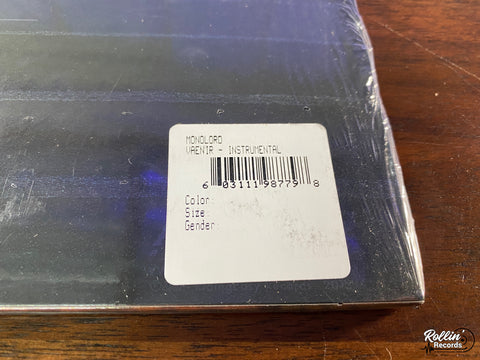 MONOLORD
VAENIR - INSTRUMENTAL
6 03111 98779 8
Color:
Size
Gender:
Rollin
Records